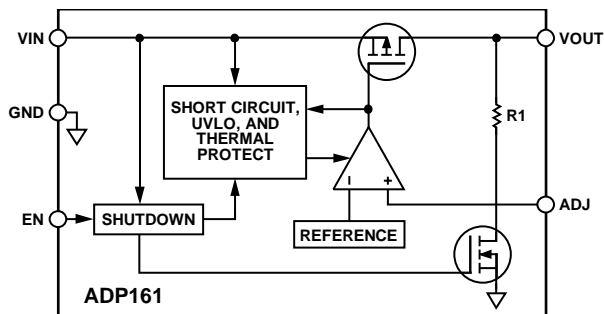 VIN
VOUT
GND
SHORT CIRCUIT,
UVLO, AND
THERMAL
PROTECT
R1
EN
SHUTDOWN
– +
ADJ
REFERENCE
ADP161